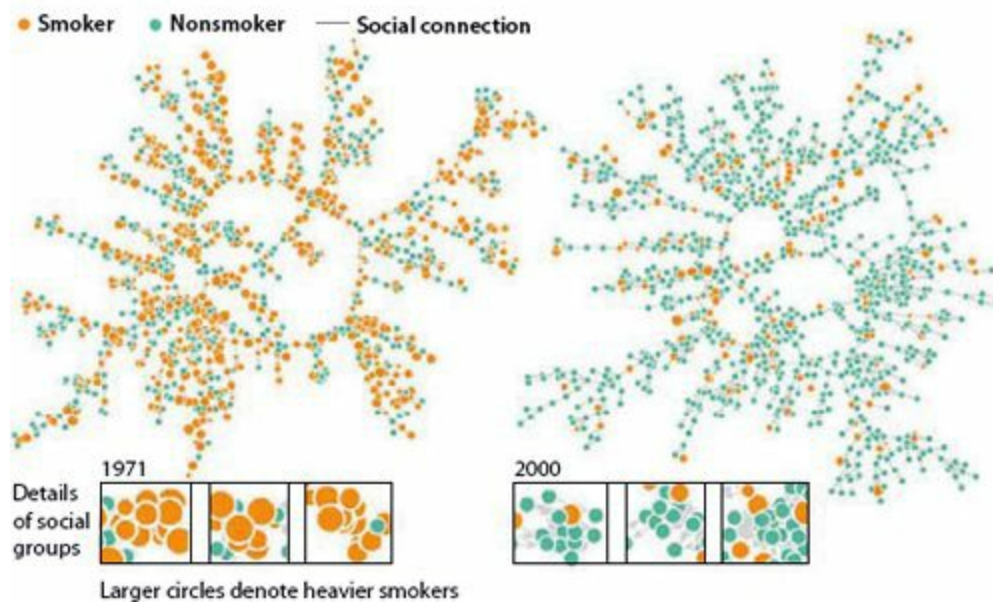 Smoker Nonsmoker Social connection
1971 2000
Details
of social
groups
Larger circles denote heavier smokers